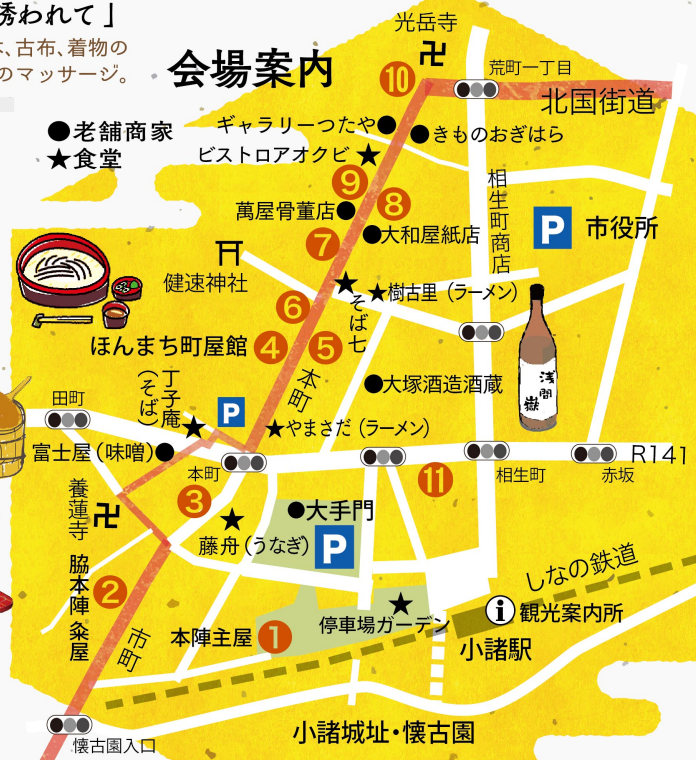 誘われて」
、古布、着物の
のマッサージ。
会場案内
●老舗商家
★食堂
光岳寺
卍
荒町一丁目
北国街道
⑩
ギャラリーつたや●
●きものおぎはら
ビストロアオクビ★
⑨
⑧
萬屋骨董店●
●大和屋紙店
相生町商店
P
市役所
⑦
健速神社
★そば七
★樹古里(ラーメン)
⑥
ほんまち町屋館
④
⑤
本町
浅間嶽
丁子庵(そば)★
P
●大塚酒造酒蔵
田町
★やまさだ(ラーメン)
富士屋(味噌)●
本町
R141
相生町
赤坂
⑪
養蓮寺
卍
③
●大手門
★
藤舟(うなぎ)
P
脇本陣 粂屋
②
しなの鉄道
市町
本陣主屋
①
★
停車場ガーデン
i
観光案内所
小諸駅
小諸城址・懐古園
懐古園入口